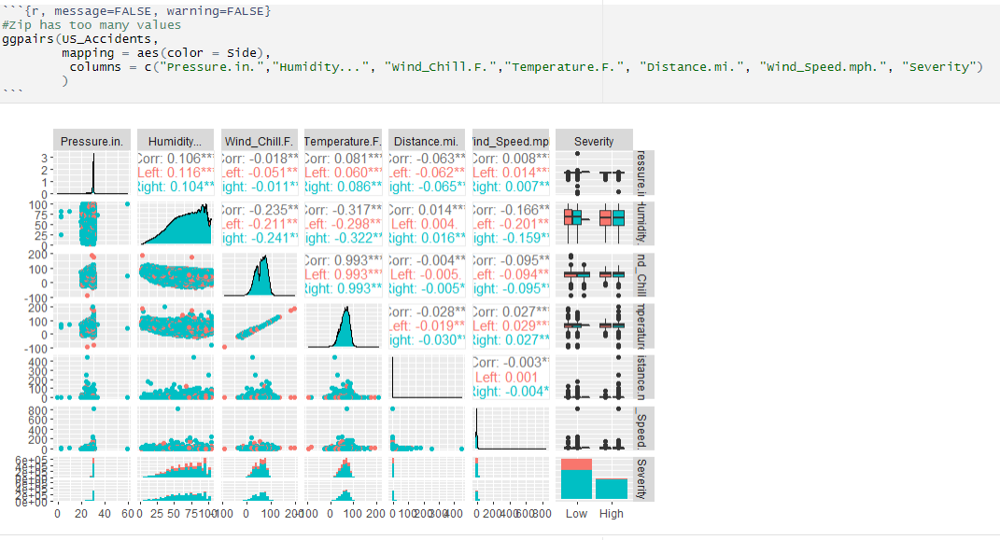 ```{r, message=FALSE, warning=FALSE}
#Zip has too many values
ggpairs(US_Accidents,
mapping = aes(color = Side),
columns = c("Pressure.in.","Humidity...", "Wind_Chill.F.","Temperature.F.", "Distance.mi.", "Wind_Speed.mph.", "Severity")
)
```
Pressure.in. Humidity... Wind_Chill.F. Temperature.F. Distance.mi. ind_Speed.mp Severity
3 Corr: 0.106** Corr: -0.018** Corr: 0.081** Corr: -0.063** Corr: 0.008** ressure.i
2 Left: 0.116** Left: -0.051** Left: 0.060** Left: -0.062** Left: 0.014**
1 Right: 0.104** Right: -0.011** Right: 0.086** Right: -0.065** Right: 0.007**
0
100 Corr: -0.235** Corr: -0.317** Corr: 0.014** Corr: -0.166** Humidity
75 Left: -0.211** Left: -0.298** Left: 0.004. Left: -0.201**
50 ight: -0.241** ight: -0.322** Right: 0.016** ight: -0.159**
25
0
200 Corr: 0.993*** Corr: -0.004** Corr: -0.095** nd_Chill
100 Left: 0.993*** Left: -0.005. Left: -0.094**
0 Right: 0.993** Right: -0.005* Right: -0.095*
-100
200 Corr: -0.028** Corr: 0.027** mperatur
100 Left: -0.019** Left: 0.029**
0 ight: -0.030** Right: 0.027**
-100
400 Corr: -0.003* istance.n
300 Left: 0.001
200 Right: -0.004*
100
0
800 Speed.
600
400
200
0
6e+05 Severity
0e+00
0 20 40 60 0 25 50 75 100 0 100 200 -100 0 100 200 0 100 200 300 400 0 200 400 600 800 Low High